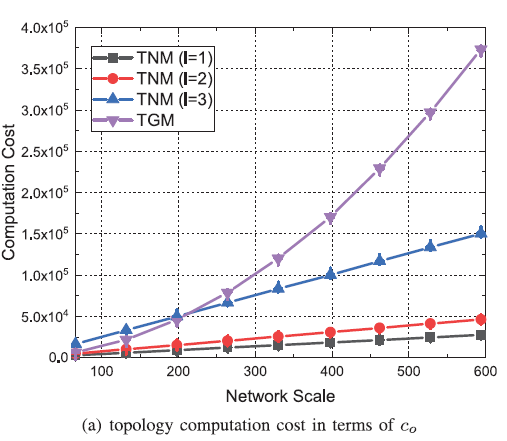 4.0x10⁵
3.5x10⁵
3.0x10⁵
2.5x10⁵
2.0x10⁵
1.5x10⁵
1.0x10⁵
5.0x10⁴
0.0
Computation Cost
TNM (l=1)
TNM (l=2)
TNM (l=3)
TGM
100 200 300 400 500 600
Network Scale
(a) topology computation cost in terms of cₒ